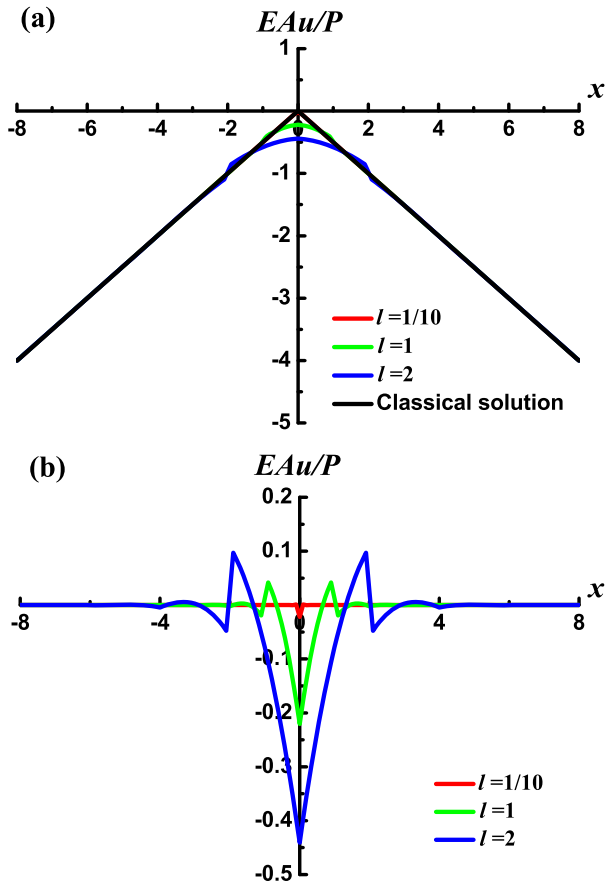 (a)
EAu/P
x
1
-8 -6 -4 -2 0 2 4 6 8
-1
-2
-3
-4
-5
l =1/10
l =1
l =2
Classical solution
(b)
EAu/P
0.2
0.1
x
-8 -4 0 4 8
-0.1
-0.2
-0.3
-0.4
-0.5
l =1/10
l =1
l =2